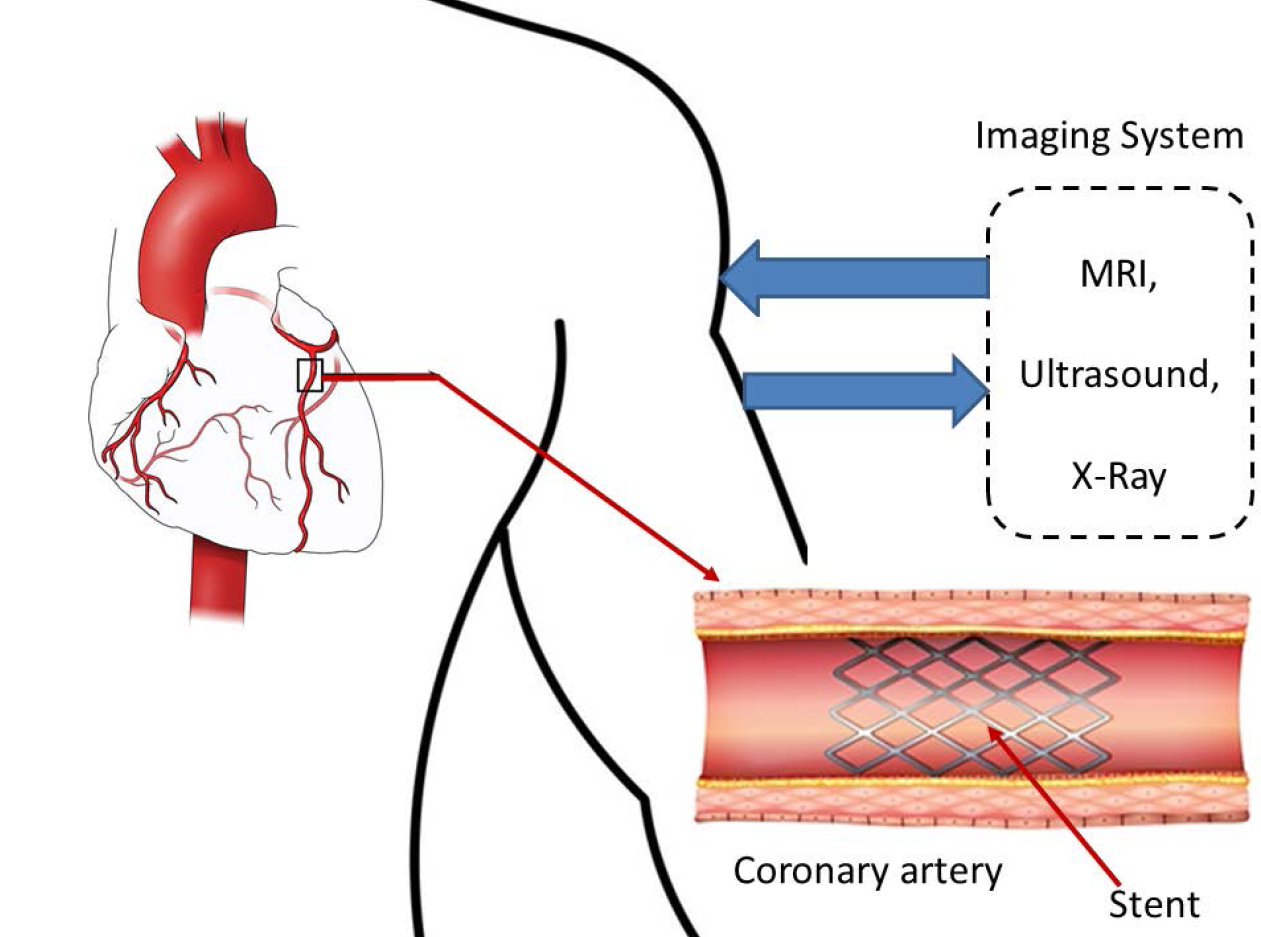 Imaging System
MRI,
Ultrasound,
X-Ray
Coronary artery
Stent